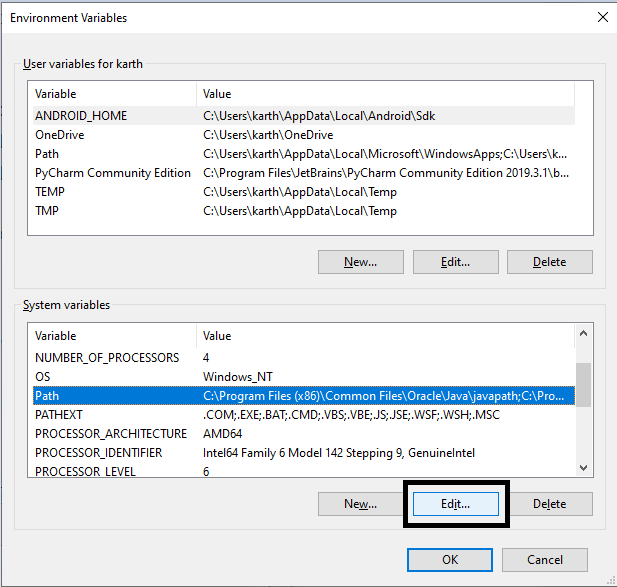 Environment Variables
User variables for karth
Variable Value
ANDROID_HOME C:\Users\karth\AppData\Local\Android\Sdk
OneDrive C:\Users\karth\OneDrive
Path C:\Users\karth\AppData\Local\Microsoft\WindowsApps;C:\Users\k...
PyCharm Community Edition C:\Program Files\JetBrains\PyCharm Community Edition 2019.3.1\b...
TEMP C:\Users\karth\AppData\Local\Temp
TMP C:\Users\karth\AppData\Local\Temp
New... Edit... Delete
System variables
Variable Value
NUMBER_OF_PROCESSORS 4
OS Windows_NT
Path C:\Program Files (x86)\Common Files\Oracle\Java\javapath;C:\Pro...
PATHEXT .COM;.EXE;.BAT;.CMD;.VBS;.VBE;.JS;.JSE;.WSF;.WSH;.MSC
PROCESSOR_ARCHITECTURE AMD64
PROCESSOR_IDENTIFIER Intel64 Family 6 Model 142 Stepping 9, GenuineIntel
PROCESSOR_LEVEL 6
New... Edit... Delete
OK Cancel